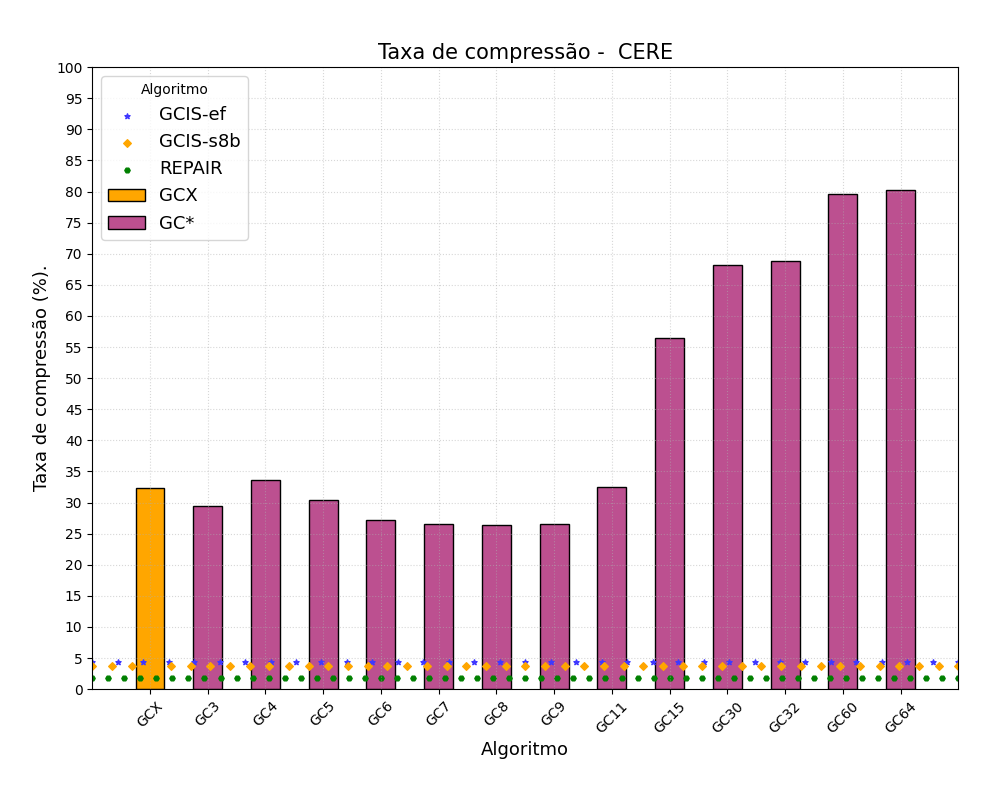 Taxa de compressão -  CERE
100
95
90
85
80
75
70
65
60
55
50
45
40
35
30
25
20
15
10
5
0
Taxa de compressão (%).
Algoritmo
GCIS-ef
GCIS-s8b
REPAIR
GCX
GC*
GCX
GC3
GC4
GC5
GC6
GC7
GC8
GC9
GC11
GC15
GC30
GC32
GC60
GC64
Algoritmo